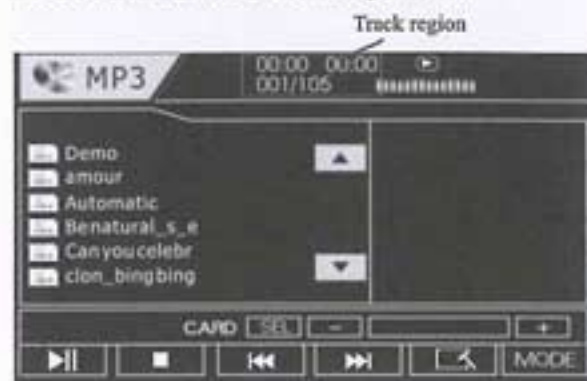 Track region
MP3
00:00 00:00
001/105
Demo
amour
Automatic
Benatural_s_e
Canyoucelebr
clon_bingbing
CARD SEL - +
MODE